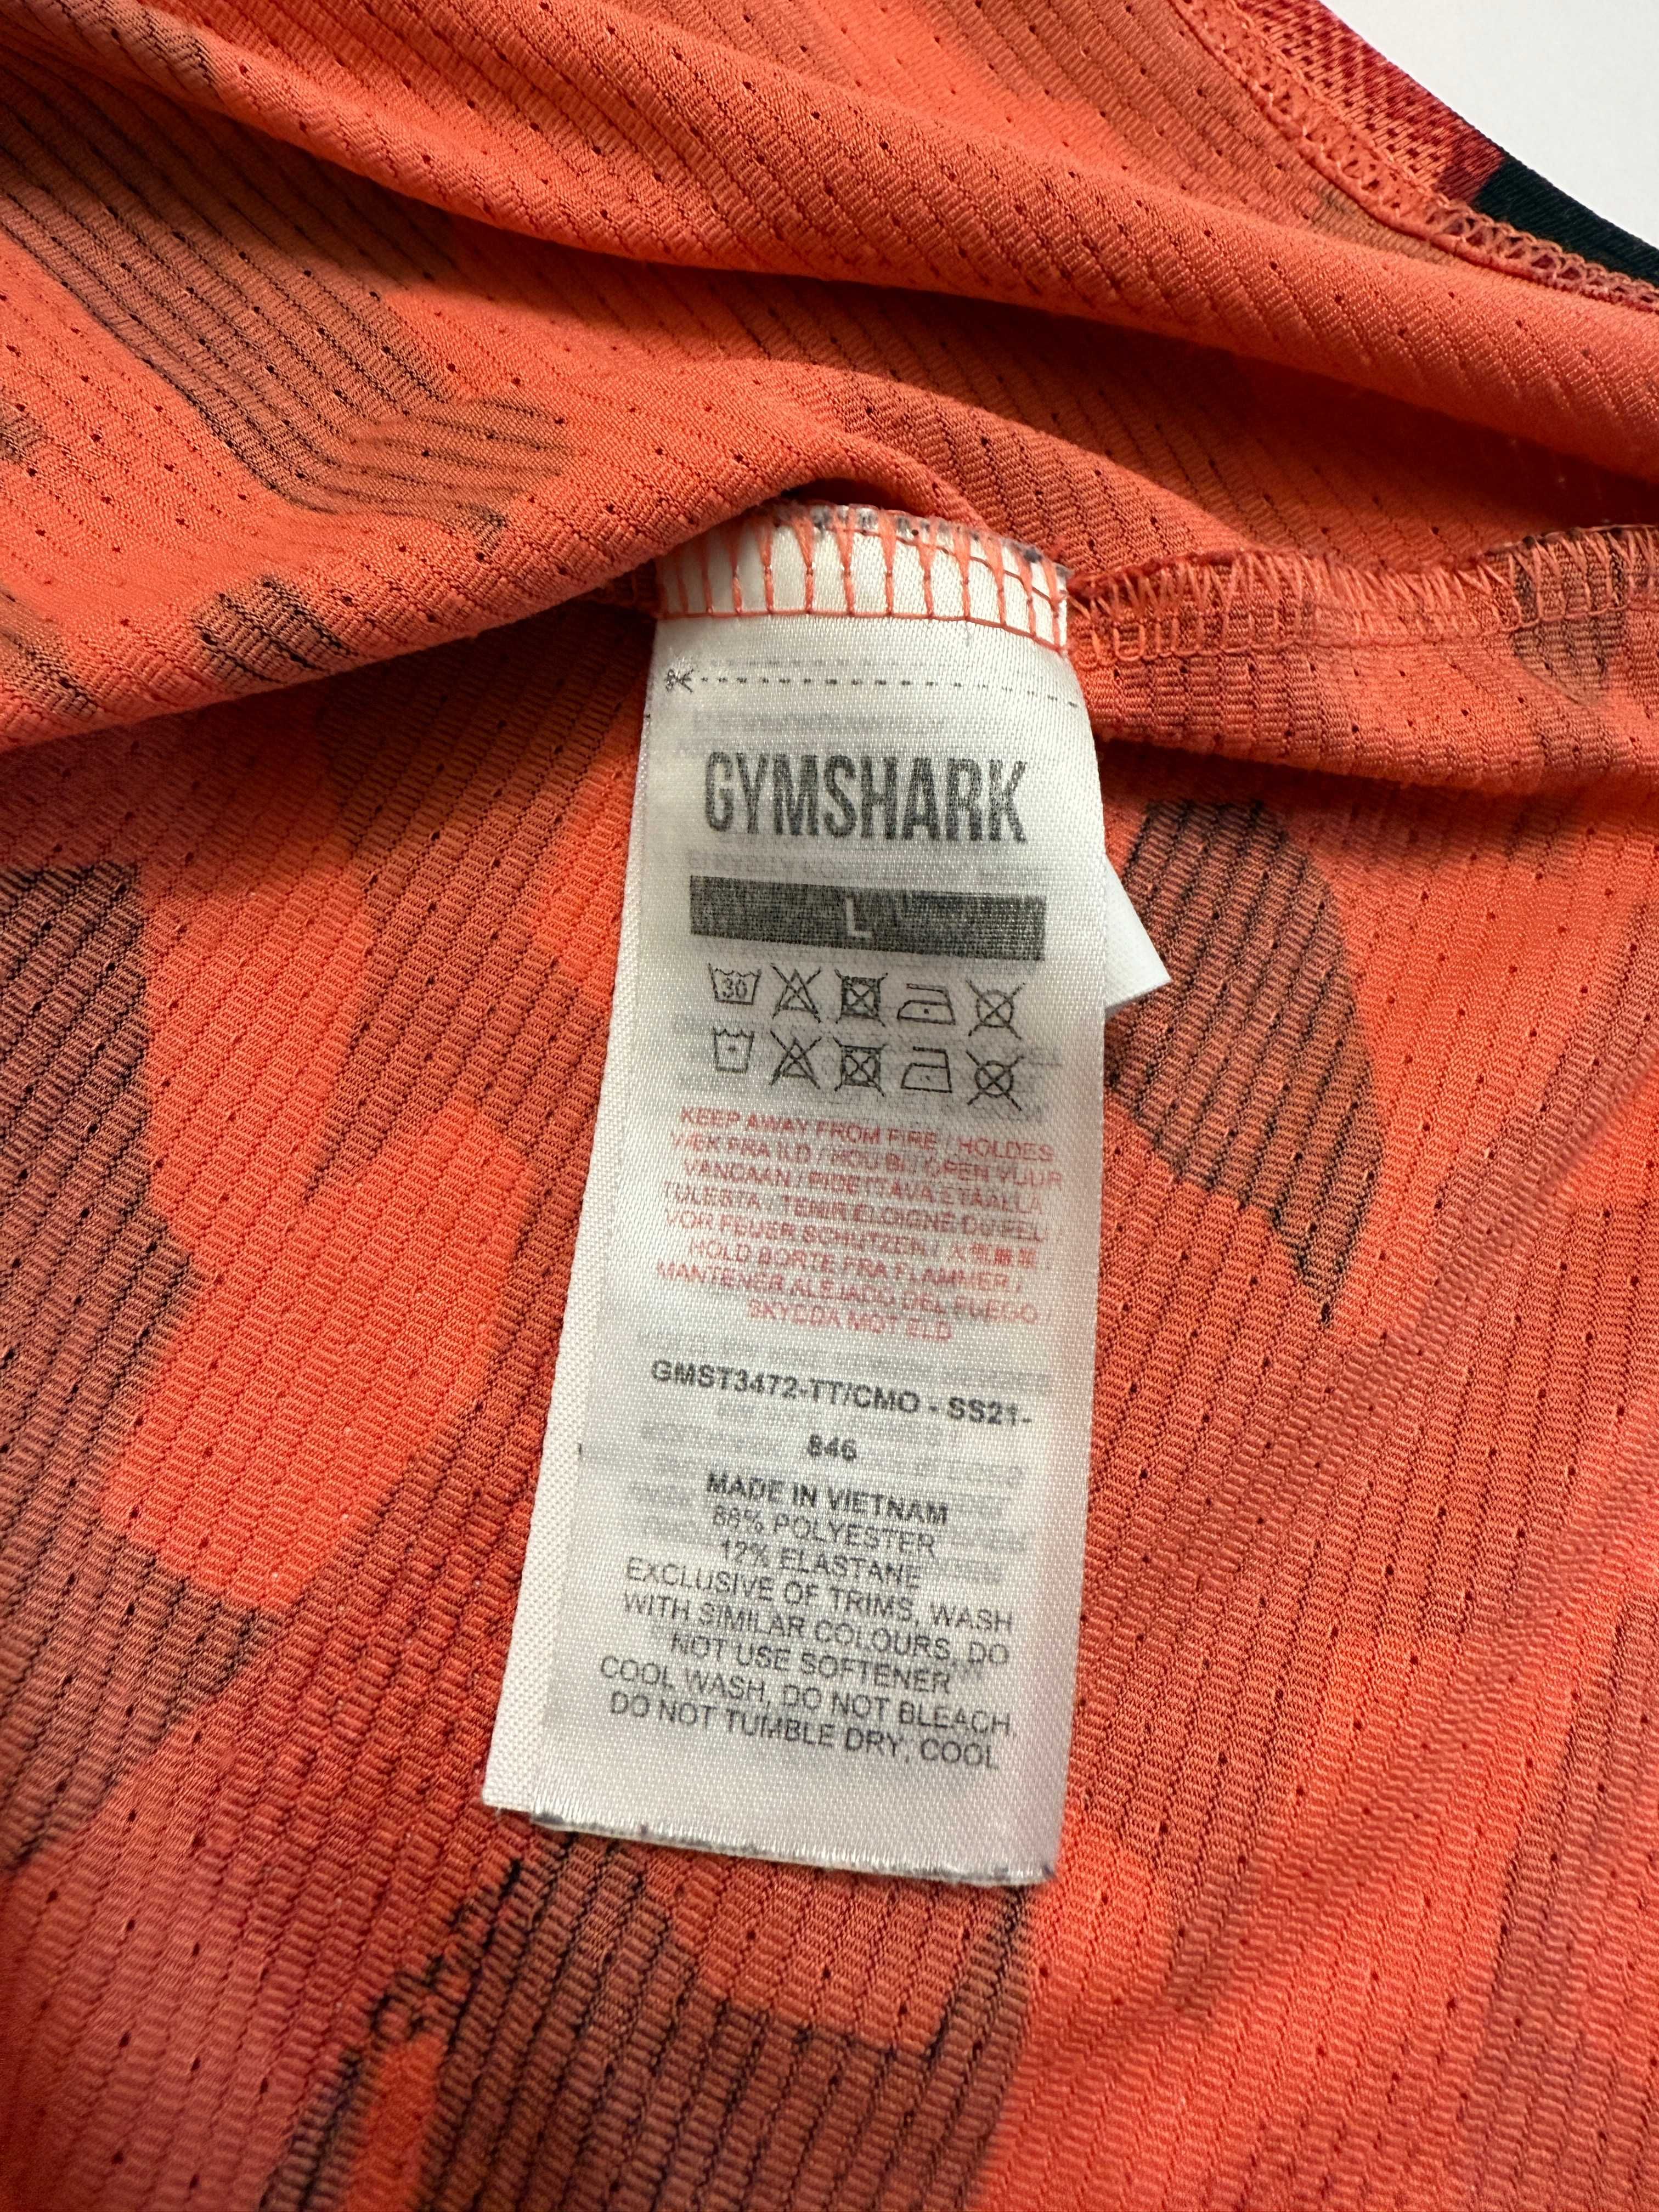 GYMSHARK
L
30
KEEP AWAY FROM FIRE / HOLDES
VÆK FRA ILD / HOU BIJ OPEN VUUR
VANDAAN / PIDETTÄVÄ ETÄÄLLÄ
TULESTA / TENIR ÉLOIGNÉ DU FEU
VOR FEUER SCHÜTZEN /
HOLD BORTE FRA FLAMMER /
MANTENER ALEJADO DEL FUEGO
SKYDDA MOT ELD
GMST3472-TT/CMO - SS21-
846
MADE IN VIETNAM
88% POLYESTER
12% ELASTANE
EXCLUSIVE OF TRIMS, WASH
WITH SIMILAR COLOURS, DO
NOT USE SOFTENER
COOL WASH, DO NOT BLEACH,
DO NOT TUMBLE DRY, COOL